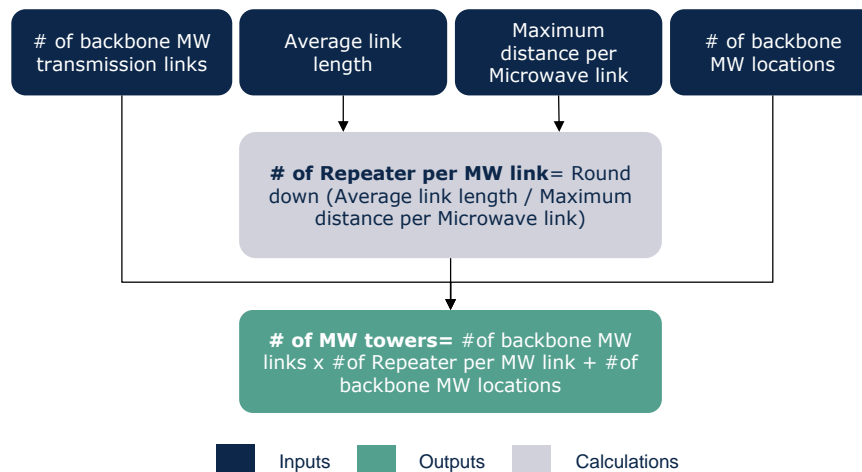 # of backbone MW
transmission links
Average link
length
Maximum
distance per
Microwave link
# of backbone
MW locations
# of Repeater per MW link= Round
down (Average link length / Maximum
distance per Microwave link)
# of MW towers= #of backbone MW
links x #of Repeater per MW link + #of
backbone MW locations
Inputs
Outputs
Calculations